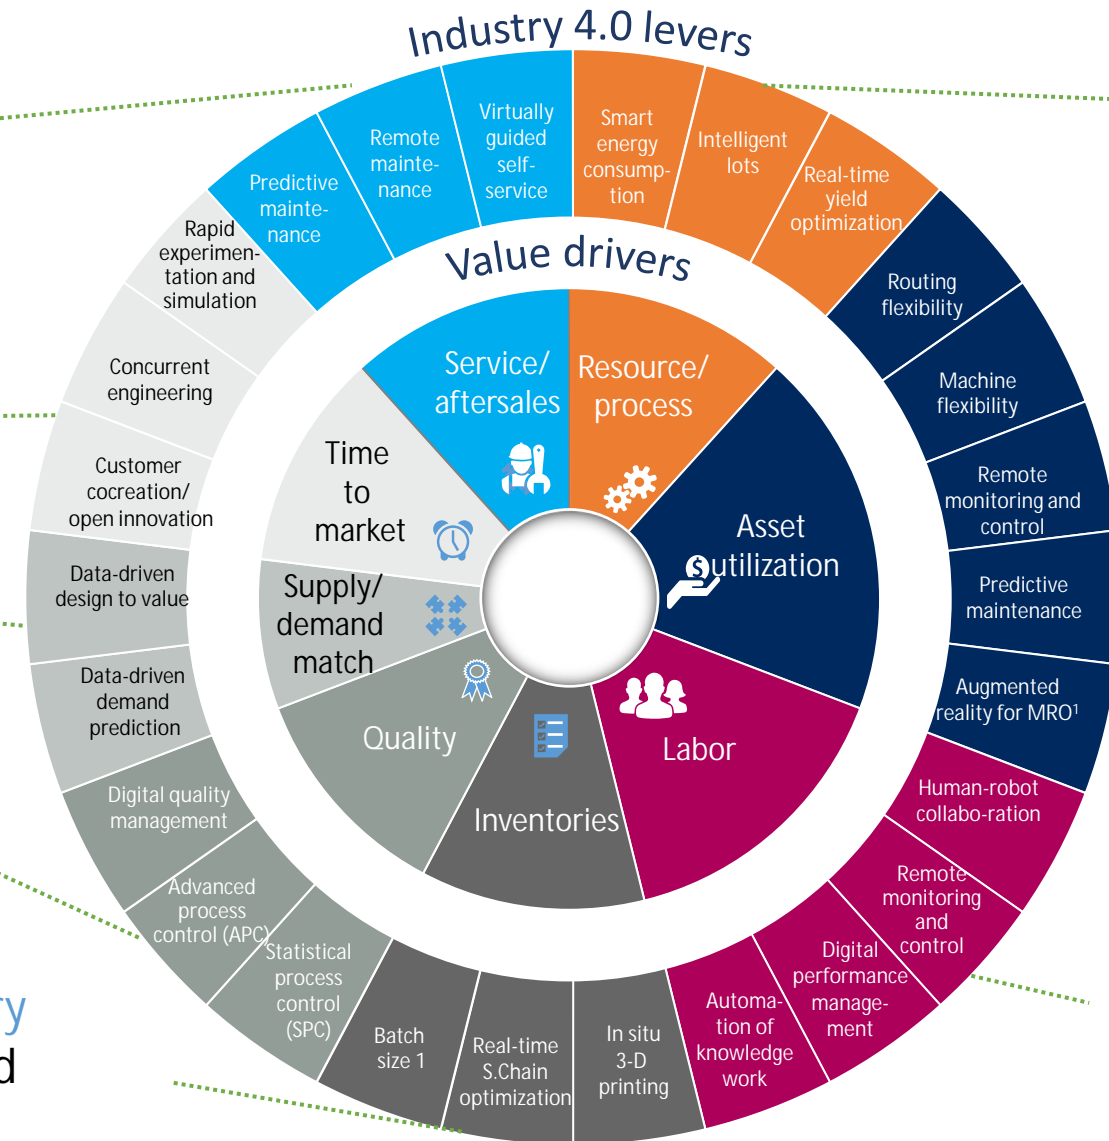 Industry 4.0 levers
Virtually
guided
self-
service
Smart
energy
consump-
tion
Intelligent
lots
Real-time
yield
optimization
Routing
flexibility
Machine
flexibility
Remote
monitoring and
control
Predictive
maintenance
Augmented
reality for MRO¹
Human-robot
collabo-ration
Remote
monitoring
and
control
Digital
performance
manage-
ment
Automa-
tion of
knowledge
work
In situ
3-D
printing
Real-time
S.Chain
optimization
Batch
size 1
Statistical
process
control
(SPC)
Advanced
process
control (APC)
Digital quality
management
Data-driven
demand
prediction
Data-driven
design to value
Customer
cocreation/
open innovation
Concurrent
engineering
Rapid
experimen-
tation and
simulation
Predictive
mainte-
nance
Remote
mainte-
nance
Value drivers
Service/
aftersales
Resource/
process
Asset
utilization
$
Labor
Inventories
Quality
Supply/
demand
match
Time
to
market
ry
d